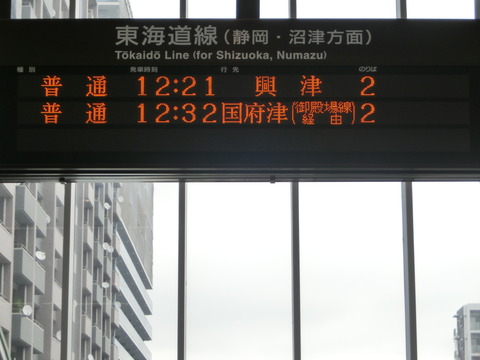 東海道線(静岡・沼津方面)
Tōkaidō Line (for Shizuoka, Numazu)
種別 発車時刻 行先 のりば
普通 12:21 興津 2
普通 12:32 国府津(御殿場線経由) 2